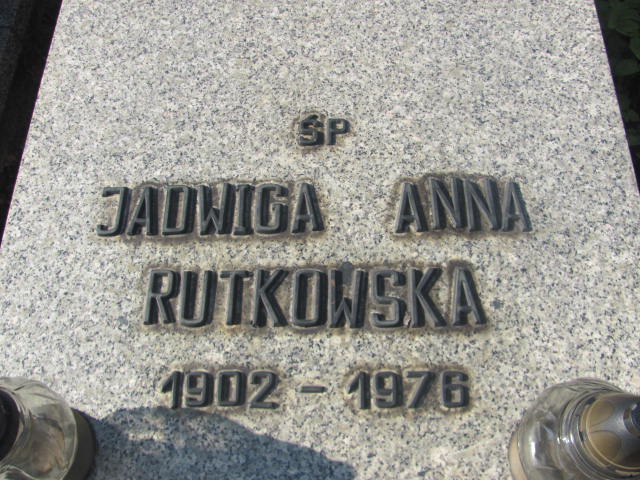 ŚP
JADWIGA ANNA
RUTKOWSKA
1902 - 1976